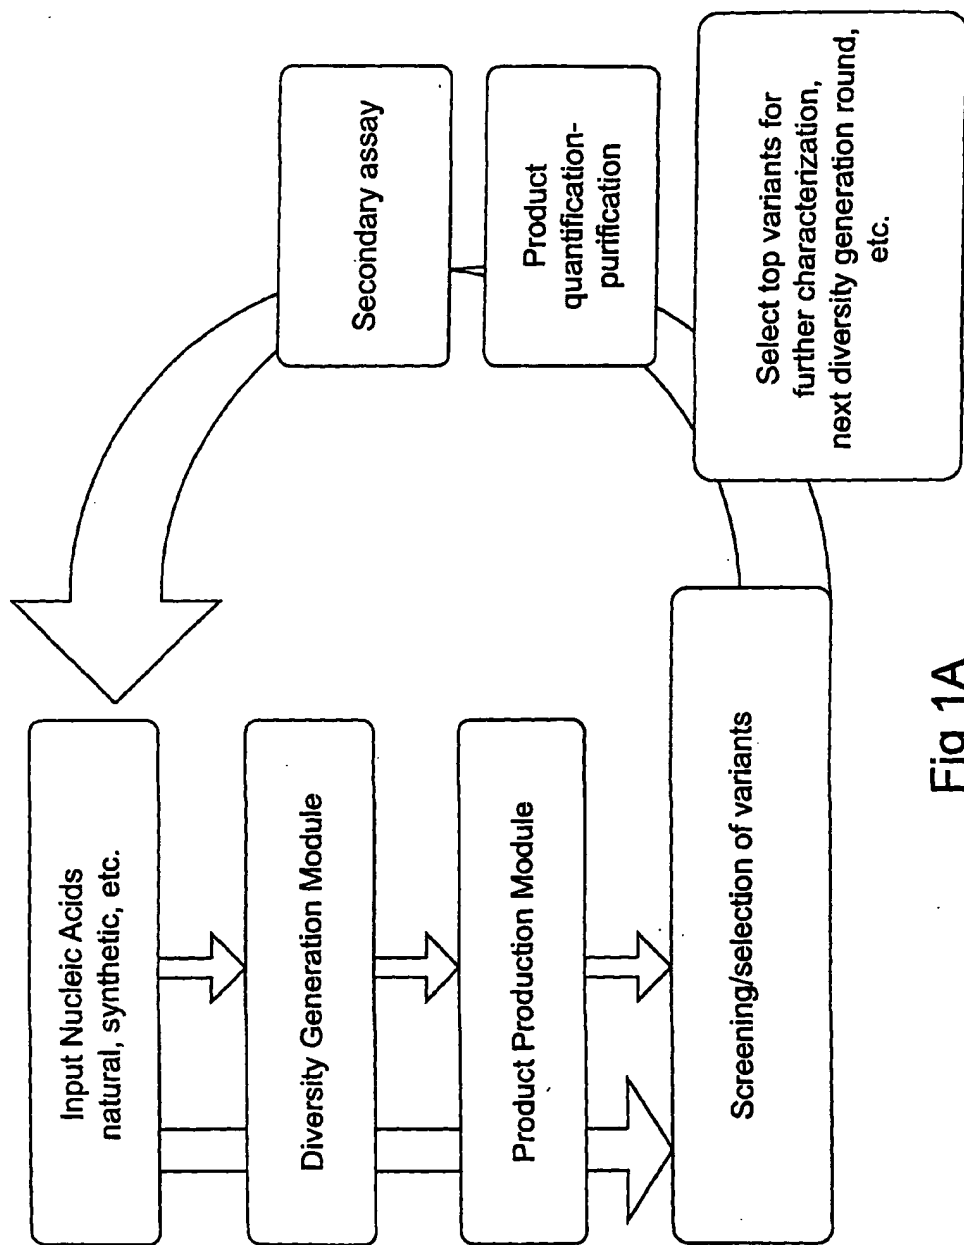 Input Nucleic Acids
natural, synthetic, etc.
Diversity Generation Module
Product Production Module
Screening/selection of variants
Secondary assay
Product
quantification-
purification
Select top variants for
further characterization,
next diversity generation round,
etc.
Fig 1A